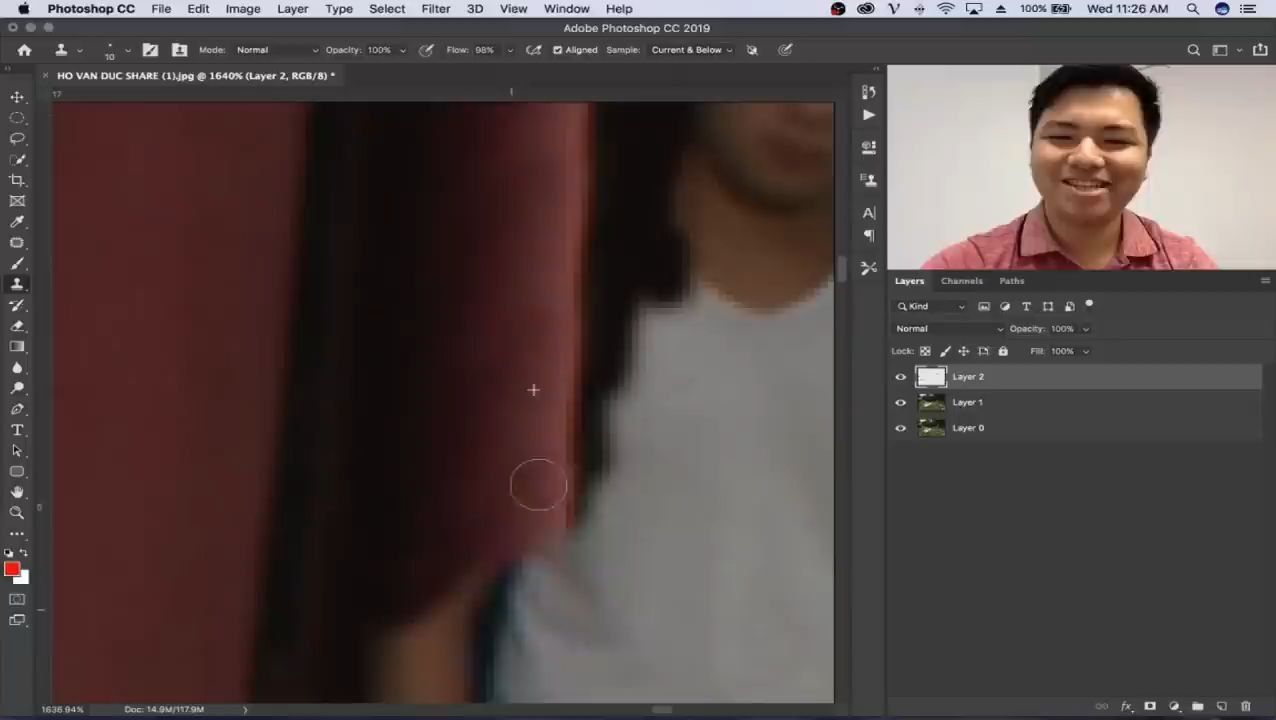 Photoshop CC File Edit Image Layer Type Select Filter 3D View Window Help 100% Wed 11:26 AM
Adobe Photoshop CC 2019
10 Mode: Normal Opacity: 100% Flow: 98% Aligned Sample: Current & Below
HO VAN DUC SHARE (1).jpg @ 1640% (Layer 2, RGB/8) *
17
Layers Channels Paths
Kind
Normal Opacity: 100%
Lock: Fill: 100%
Layer 2
Layer 1
Layer 0
1636.94% Doc: 14.9M/117.9M